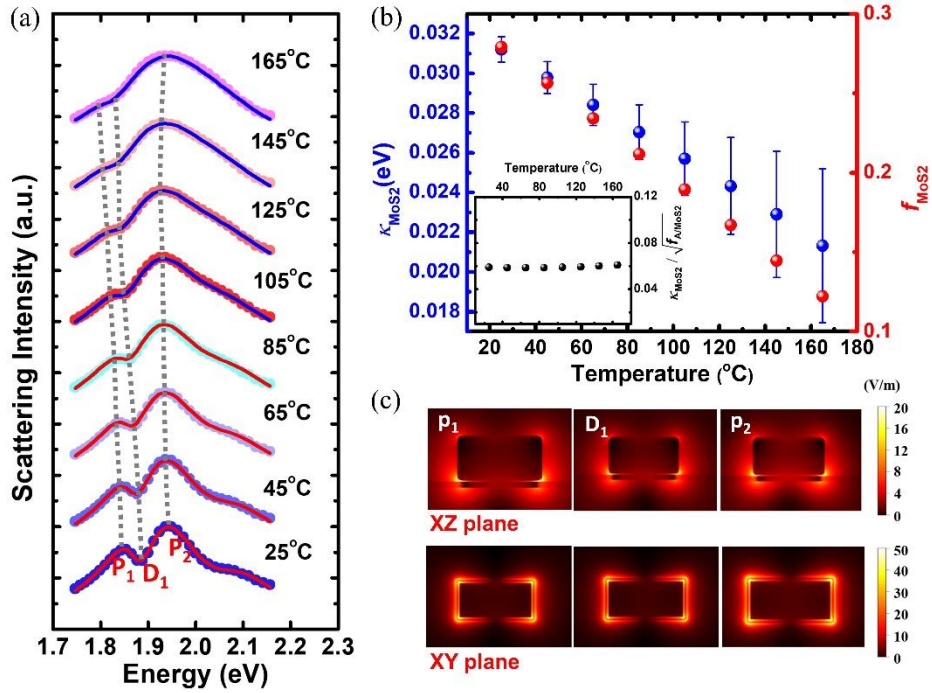 (a)
Scattering Intensity (a.u.)
165°C
145°C
125°C
105°C
85°C
65°C
45°C
25°C
P1 D1 P2
1.7 1.8 1.9 2.0 2.1 2.2 2.3
Energy (eV)
(b)
κMoS2(eV)
0.032
0.030
0.028
0.026
0.024
0.022
0.020
0.018
0.3
0.2
0.1
fMoS2
Temperature (°C)
40 80 120 160
0.12
0.08
0.04
κMoS2 / √fA/MoS2
20 40 60 80 100 120 140 160 180
Temperature (°C)
(c)
(V/m)
p1 D1 p2
20
16
12
8
4
0
XZ plane
50
40
30
20
10
0
XY plane